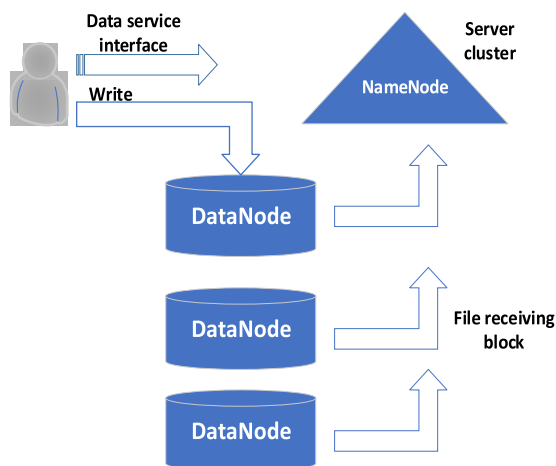 Data service
interface
Server
cluster
NameNode
Write
DataNode
DataNode
File receiving
block
DataNode